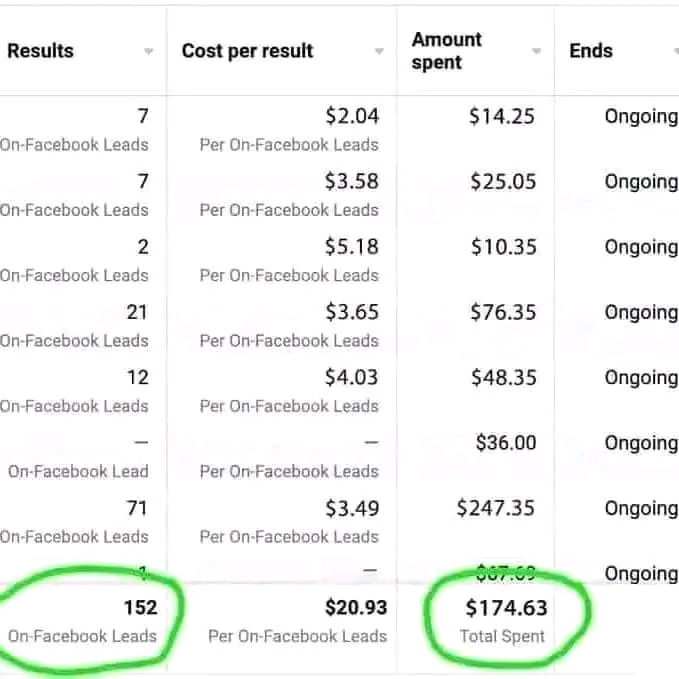 Results Cost per result Amount spent Ends
7 $2.04 $14.25 Ongoing
On-Facebook Leads Per On-Facebook Leads
7 $3.58 $25.05 Ongoing
On-Facebook Leads Per On-Facebook Leads
2 $5.18 $10.35 Ongoing
On-Facebook Leads Per On-Facebook Leads
21 $3.65 $76.35 Ongoing
On-Facebook Leads Per On-Facebook Leads
12 $4.03 $48.35 Ongoing
On-Facebook Leads Per On-Facebook Leads
— — $36.00 Ongoing
On-Facebook Lead Per On-Facebook Leads
71 $3.49 $247.35 Ongoing
On-Facebook Leads Per On-Facebook Leads
— Ongoing
152 $20.93 $174.63
On-Facebook Leads Per On-Facebook Leads Total Spent